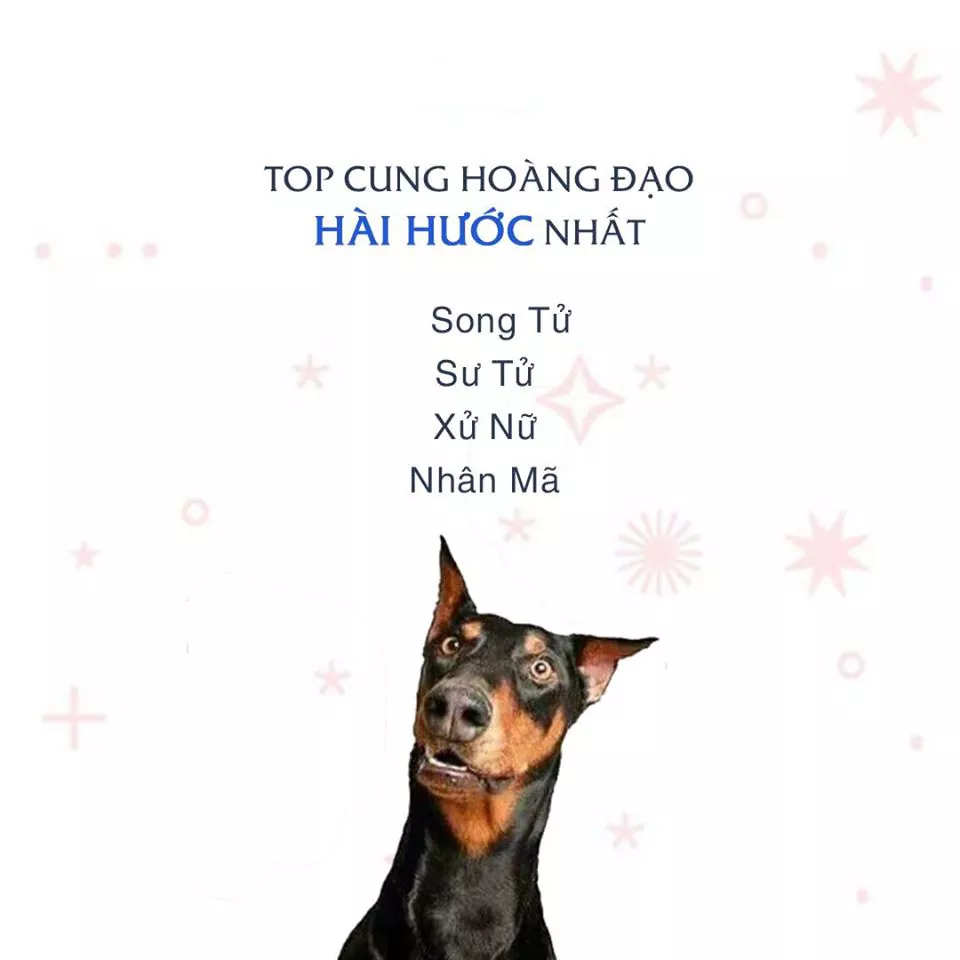 TOP CUNG HOÀNG ĐẠO
HÀI HƯỚC NHẤT
Song Tử
Sư Tử
Xử Nữ
Nhân Mã